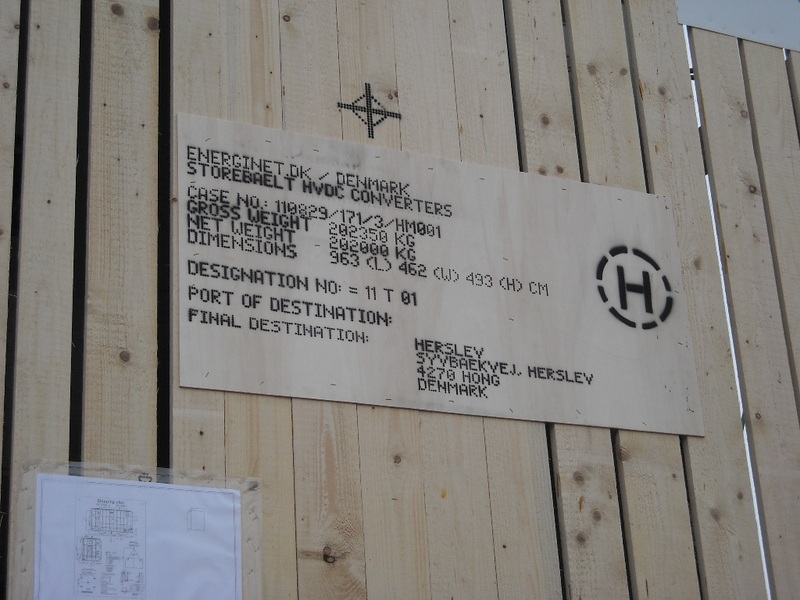 ENERGINET.DK / DENMARK
STOREBAELT HVDC CONVERTERS
CASE NO.: 110829/171/3/HM001
GROSS WEIGHT 202350 KG
NET WEIGHT 202000 KG
DIMENSIONS - 963 (L) 462 (W) 493 (H) CM
DESIGNATION NO: = 11 T 01
PORT OF DESTINATION:
FINAL DESTINATION:
HERSLEV
SYVBAEKVEJ, HERSLEV
4270 HONG
DENMARK
H